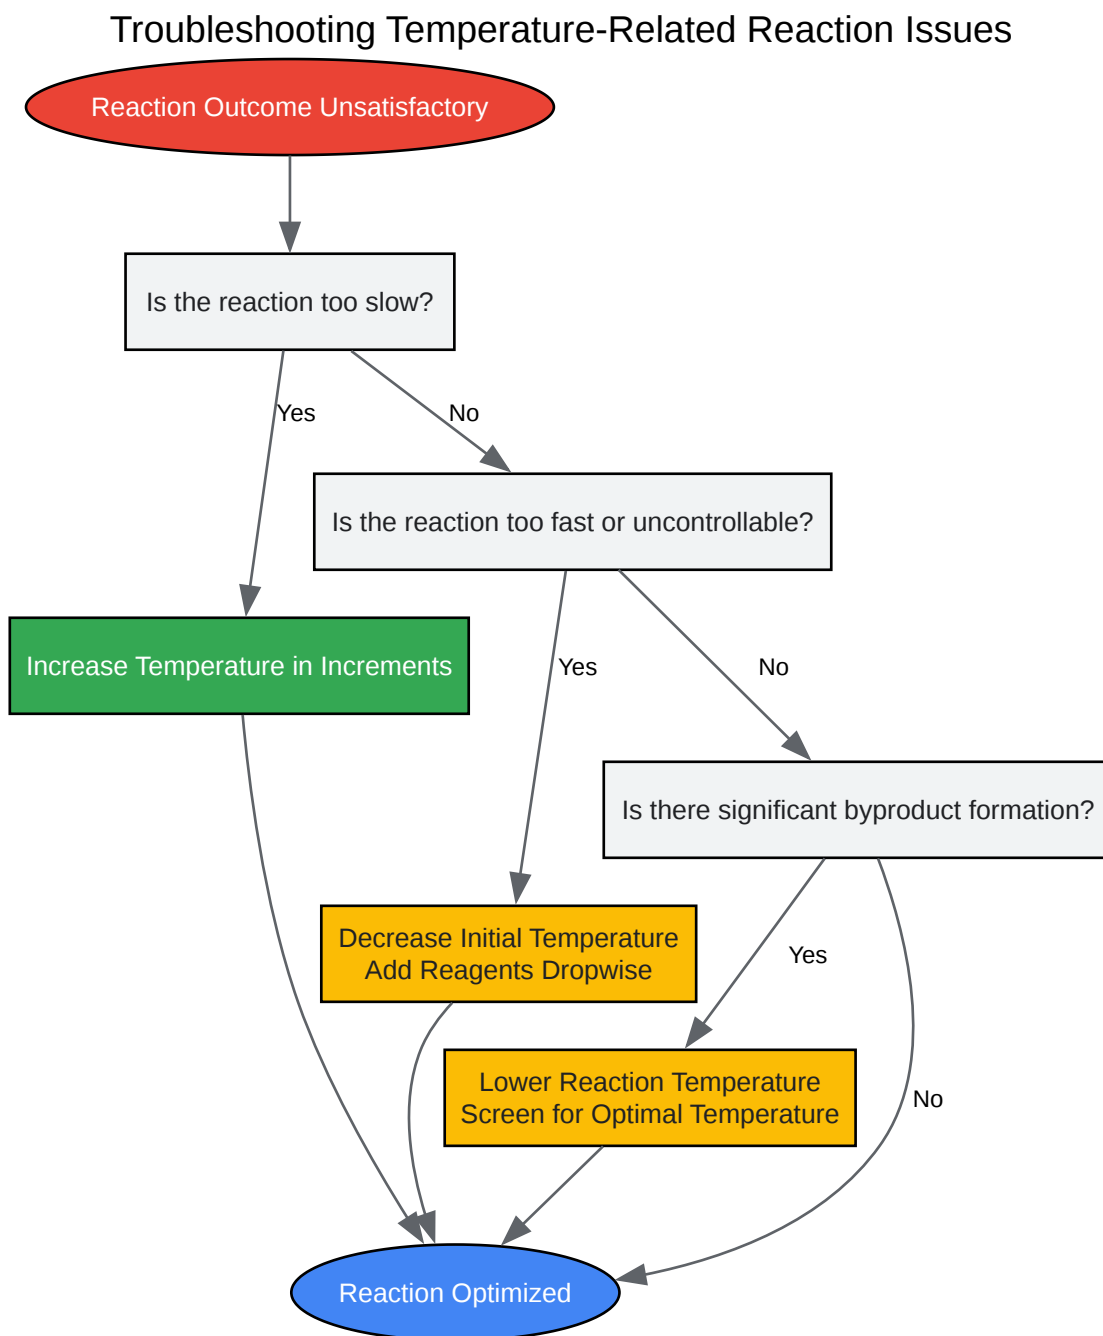 Troubleshooting Temperature-Related Reaction Issues
Reaction Outcome Unsatisfactory
Is the reaction too slow?
Yes
No
Is the reaction too fast or uncontrollable?
Increase Temperature in Increments
Yes
No
Is there significant byproduct formation?
Decrease Initial Temperature
Add Reagents Dropwise
Yes
Lower Reaction Temperature
Screen for Optimal Temperature
No
Reaction Optimized